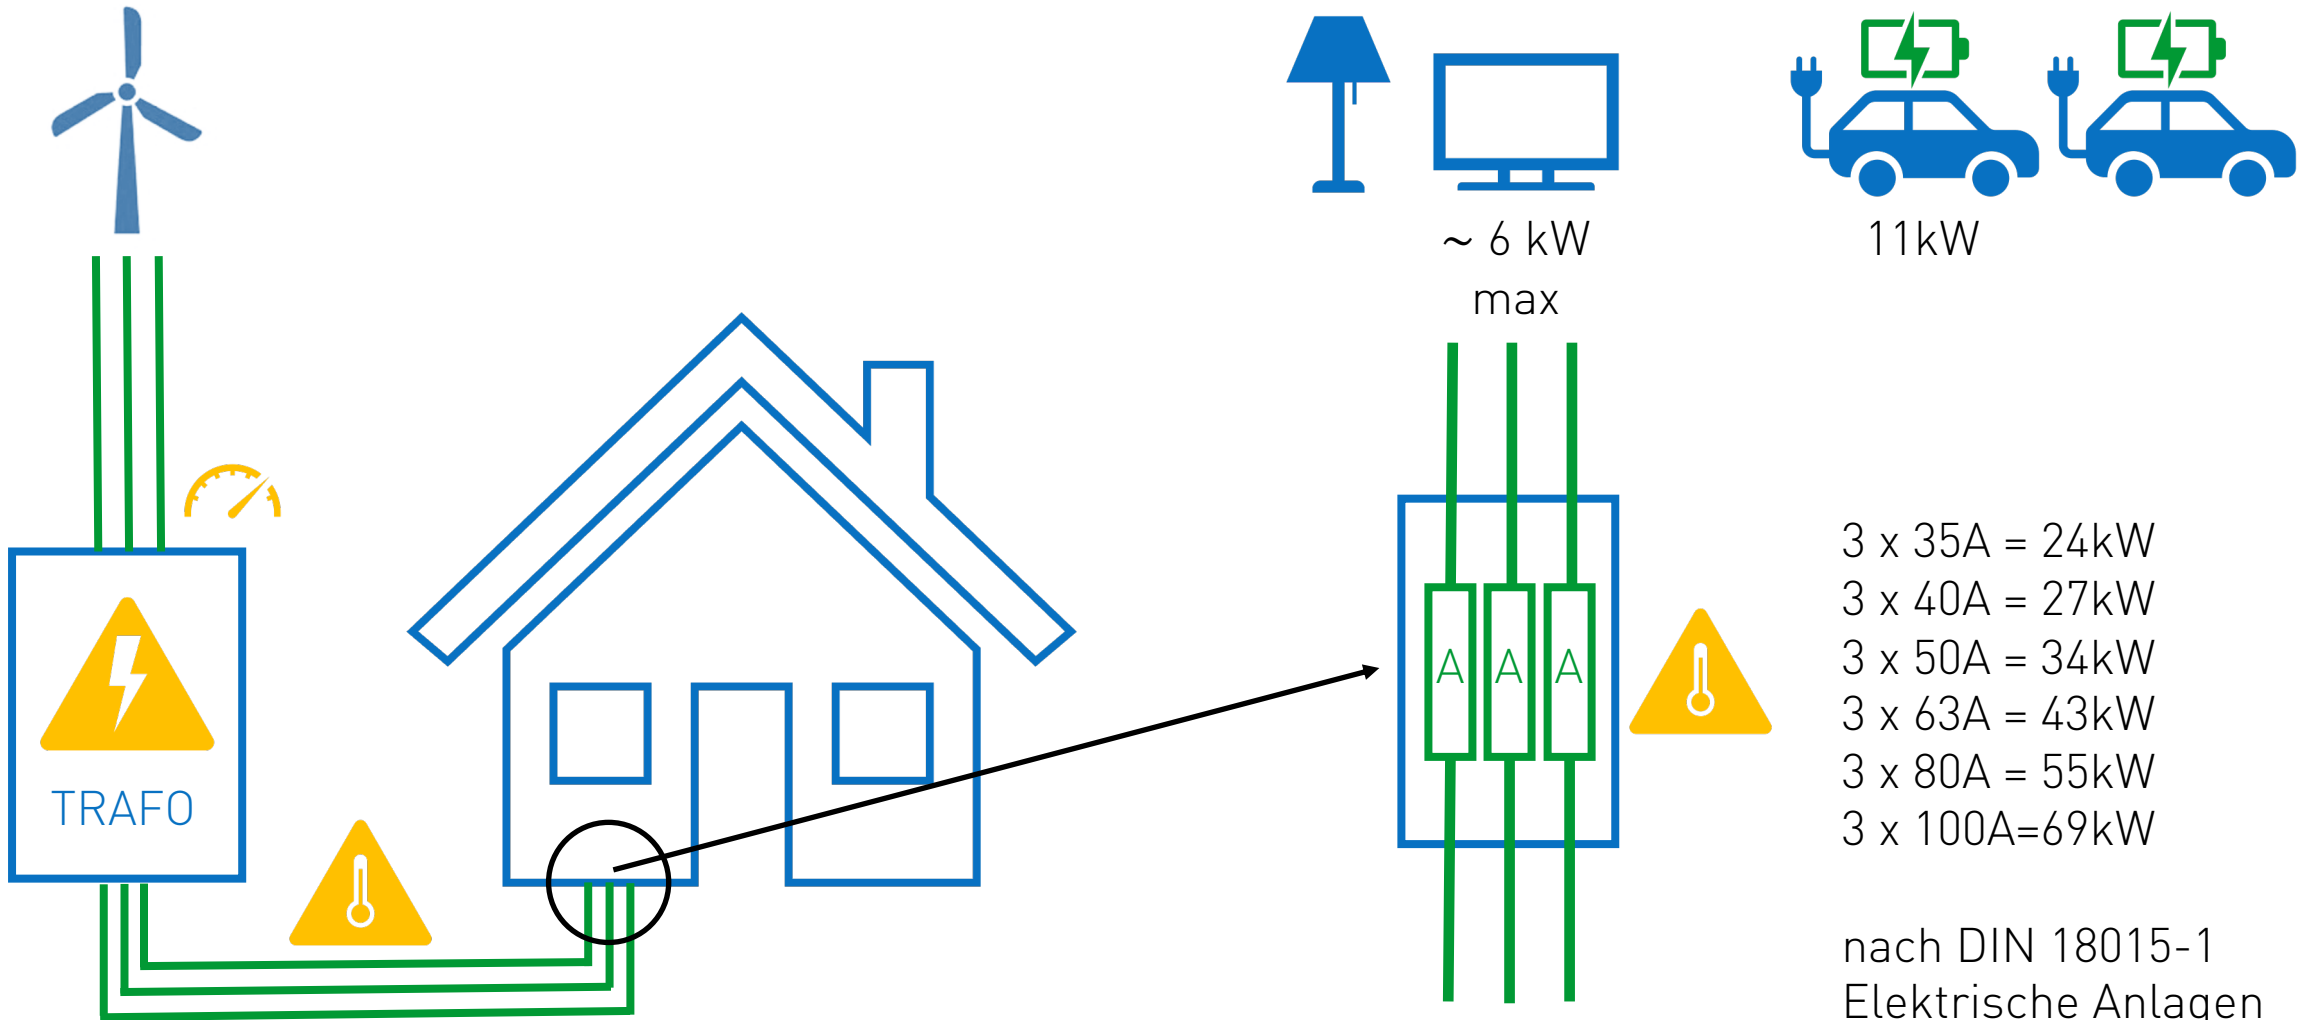 ~ 6 kW
max
11kW
TRAFO
A A A
3 x 35A = 24kW
3 x 40A = 27kW
3 x 50A = 34kW
3 x 63A = 43kW
3 x 80A = 55kW
3 x 100A=69kW
nach DIN 18015-1
Elektrische Anlagen